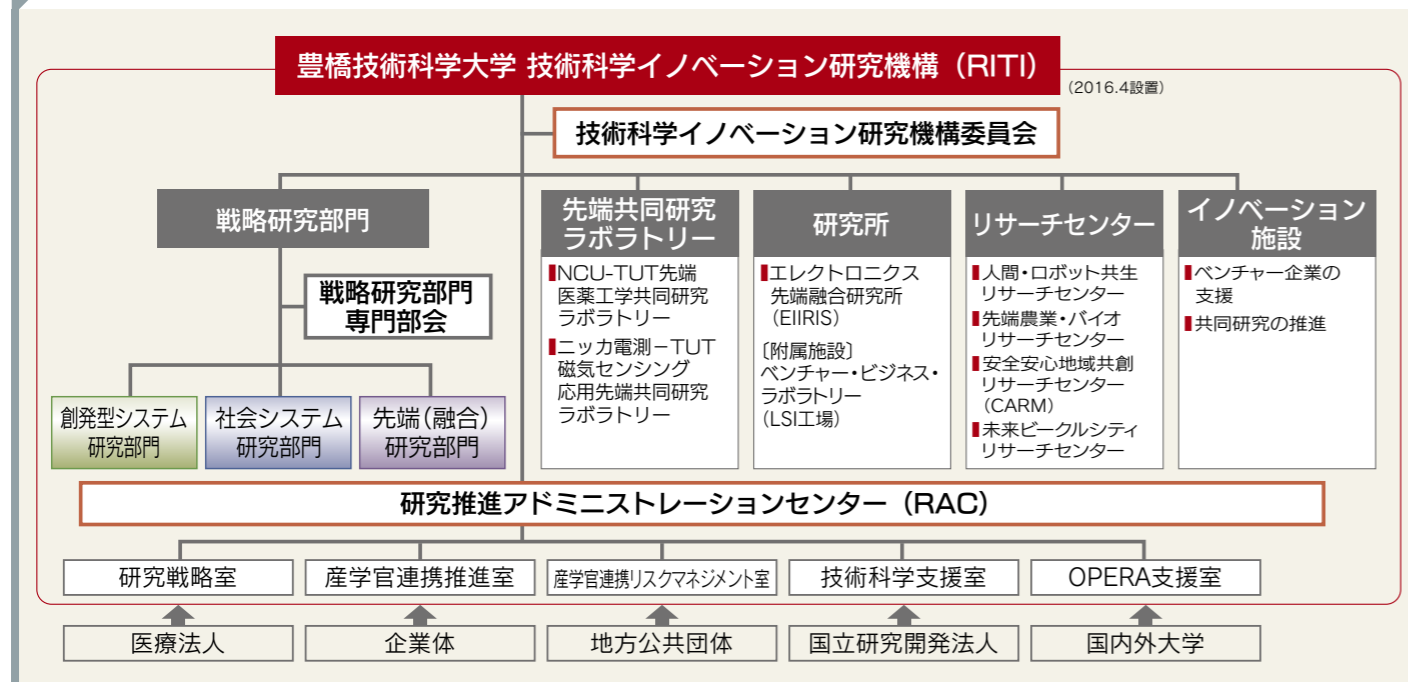 豊橋技術科学大学 技術科学イノベーション研究機構（RITI）
（2016.4設置）
技術科学イノベーション研究機構委員会
戦略研究部門
戦略研究部門
専門部会
創発型システム
研究部門
社会システム
研究部門
先端（融合）
研究部門
先端共同研究
ラボラトリー
NCU-TUT先端
医薬工学共同研究
ラボラトリー
ニッカ電測－TUT
磁気センシング
応用先端共同研究
ラボラトリー
研究所
エレクトロニクス
先端融合研究所
（EIIRIS）
〔附属施設〕
ベンチャー・ビジネス・
ラボラトリー
（LSI工場）
リサーチセンター
人間・ロボット共生
リサーチセンター
先端農業・バイオ
リサーチセンター
安全安心地域共創
リサーチセンター
（CARM）
未来ビークルシティ
リサーチセンター
イノベーション
施設
ベンチャー企業の
支援
共同研究の推進
研究推進アドミニストレーションセンター（RAC）
研究戦略室
産学官連携推進室
産学官連携リスクマネジメント室
技術科学支援室
OPERA支援室
医療法人
企業体
地方公共団体
国立研究開発法人
国内外大学